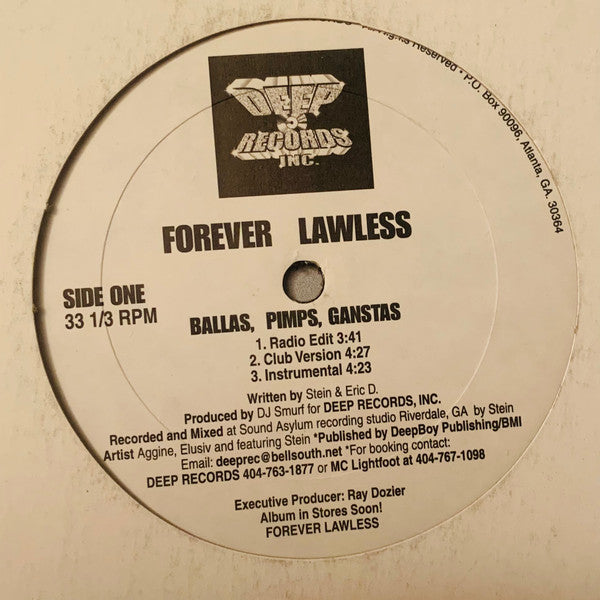 Rights Reserved • P.O. Box 90096, Atlanta, GA. 30364
DEEP
RECORDS
INC.
FOREVER LAWLESS
SIDE ONE
33 1/3 RPM
BALLAS, PIMPS, GANSTAS
1. Radio Edit 3:41
2. Club Version 4:27
3. Instrumental 4:23
Written by Stein & Eric D.
Produced by DJ Smurf for DEEP RECORDS, INC.
Recorded and Mixed at Sound Asylum recording studio Riverdale, GA by Stein
Artist Aggine, Elusiv and featuring Stein *Published by DeepBoy Publishing/BMI
Email: deeprec@bellsouth.net *For booking contact:
DEEP RECORDS 404-763-1877 or MC Lightfoot at 404-767-1098
Executive Producer: Ray Dozier
Album in Stores Soon!
FOREVER LAWLESS